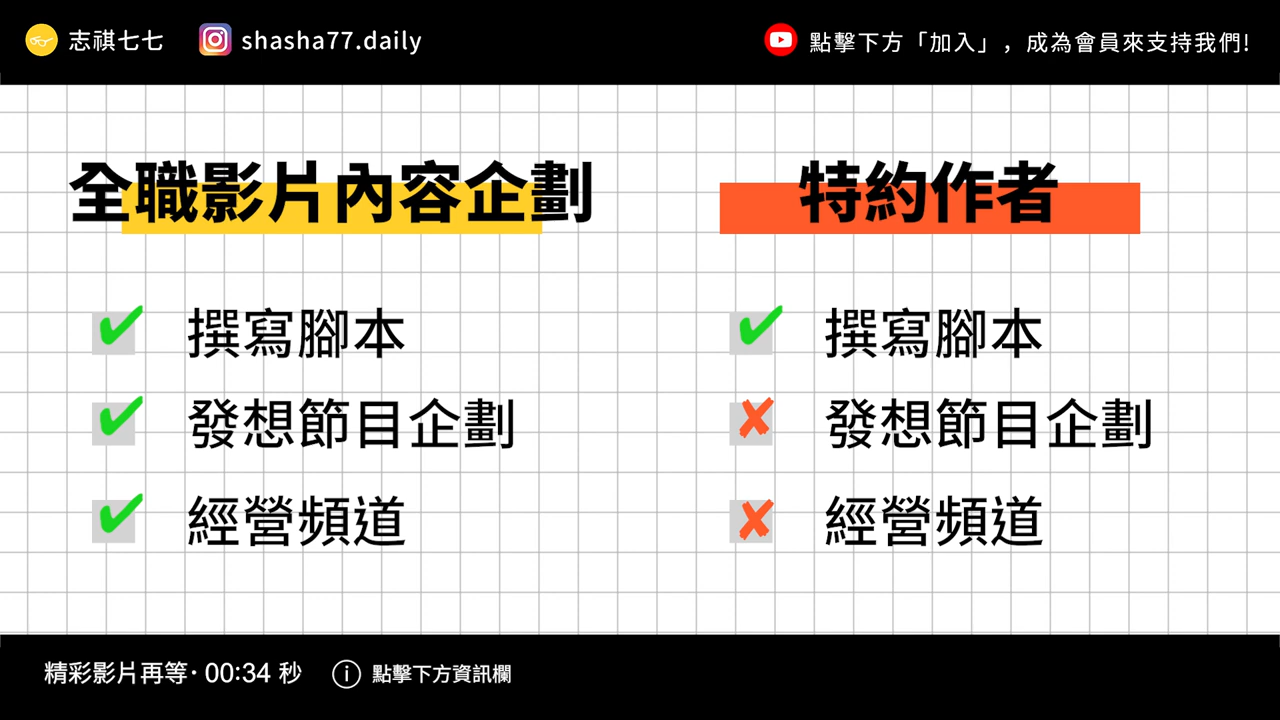 志祺七七 shasha77.daily 點擊下方「加入」，成為會員來支持我們!
全職影片內容企劃
撰寫腳本
發想節目企劃
經營頻道
特約作者
撰寫腳本
發想節目企劃
經營頻道
精彩影片再等· 00:34 秒 點擊下方資訊欄